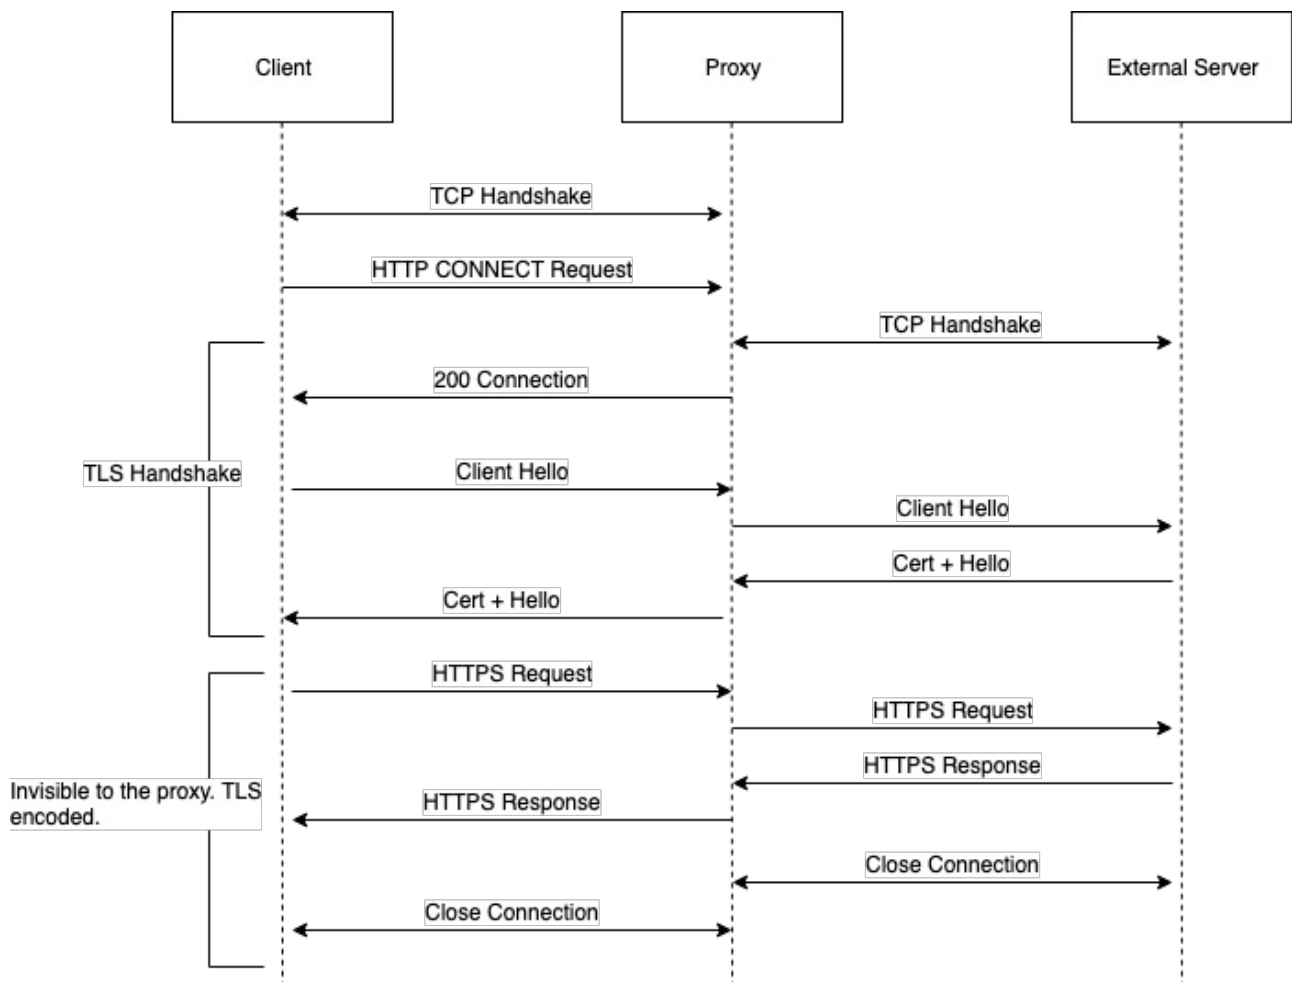 Client
Proxy
External Server
TCP Handshake
HTTP CONNECT Request
TCP Handshake
200 Connection
TLS Handshake
Client Hello
Client Hello
Cert + Hello
Cert + Hello
HTTPS Request
HTTPS Request
HTTPS Response
Invisible to the proxy. TLS
encoded.
HTTPS Response
Close Connection
Close Connection